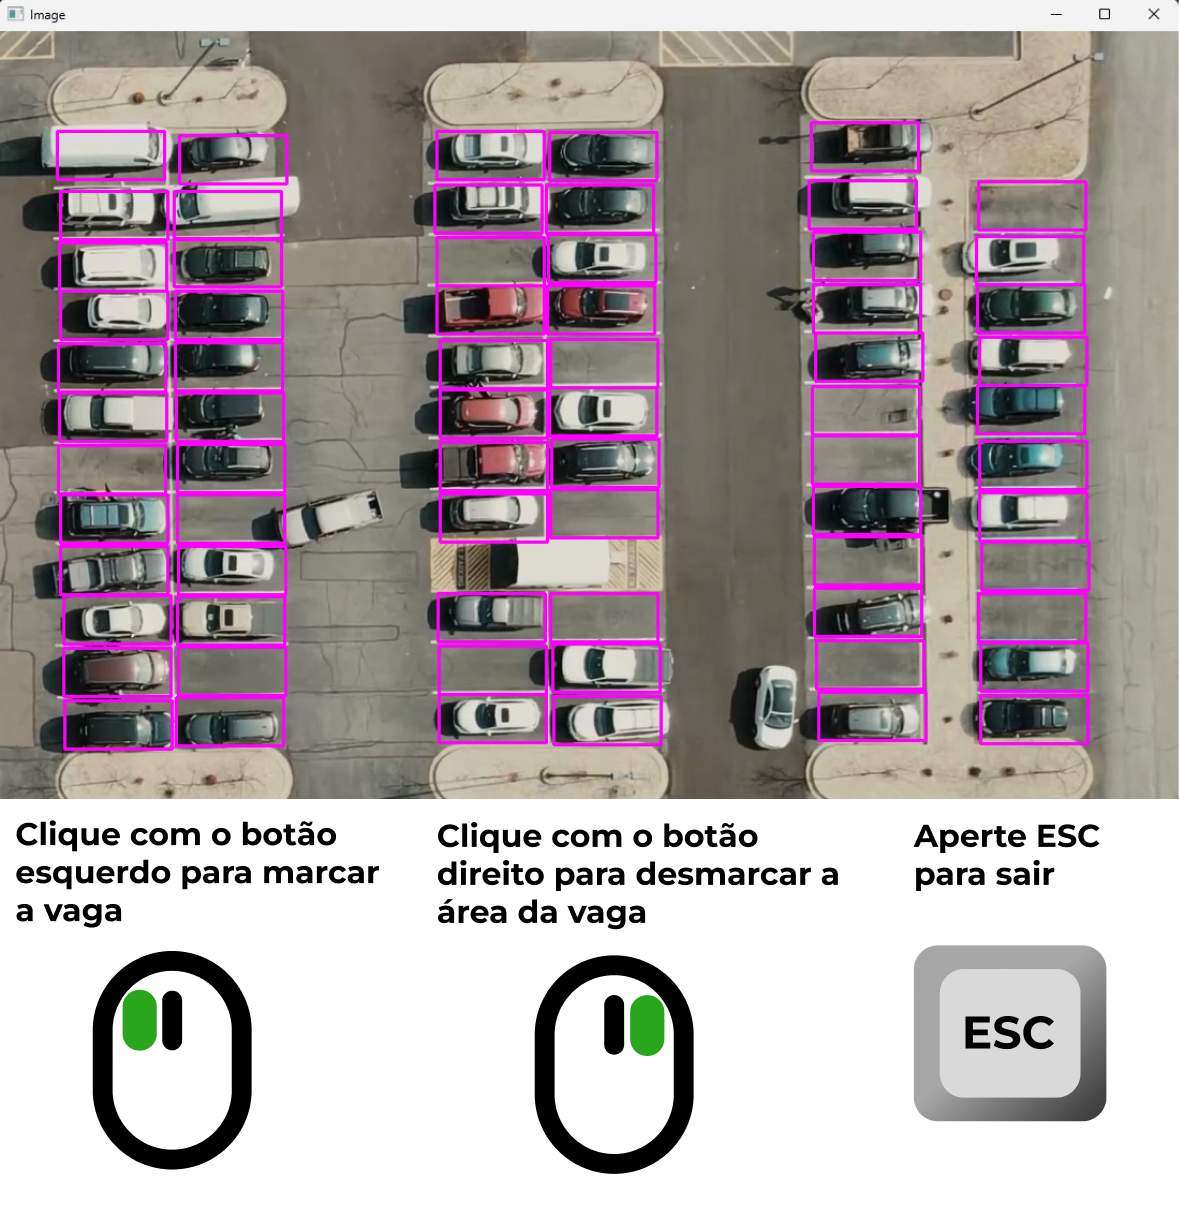 Image
Clique com o botão
esquerdo para marcar
a vaga
Clique com o botão
direito para desmarcar a
área da vaga
Aperte ESC
para sair
ESC